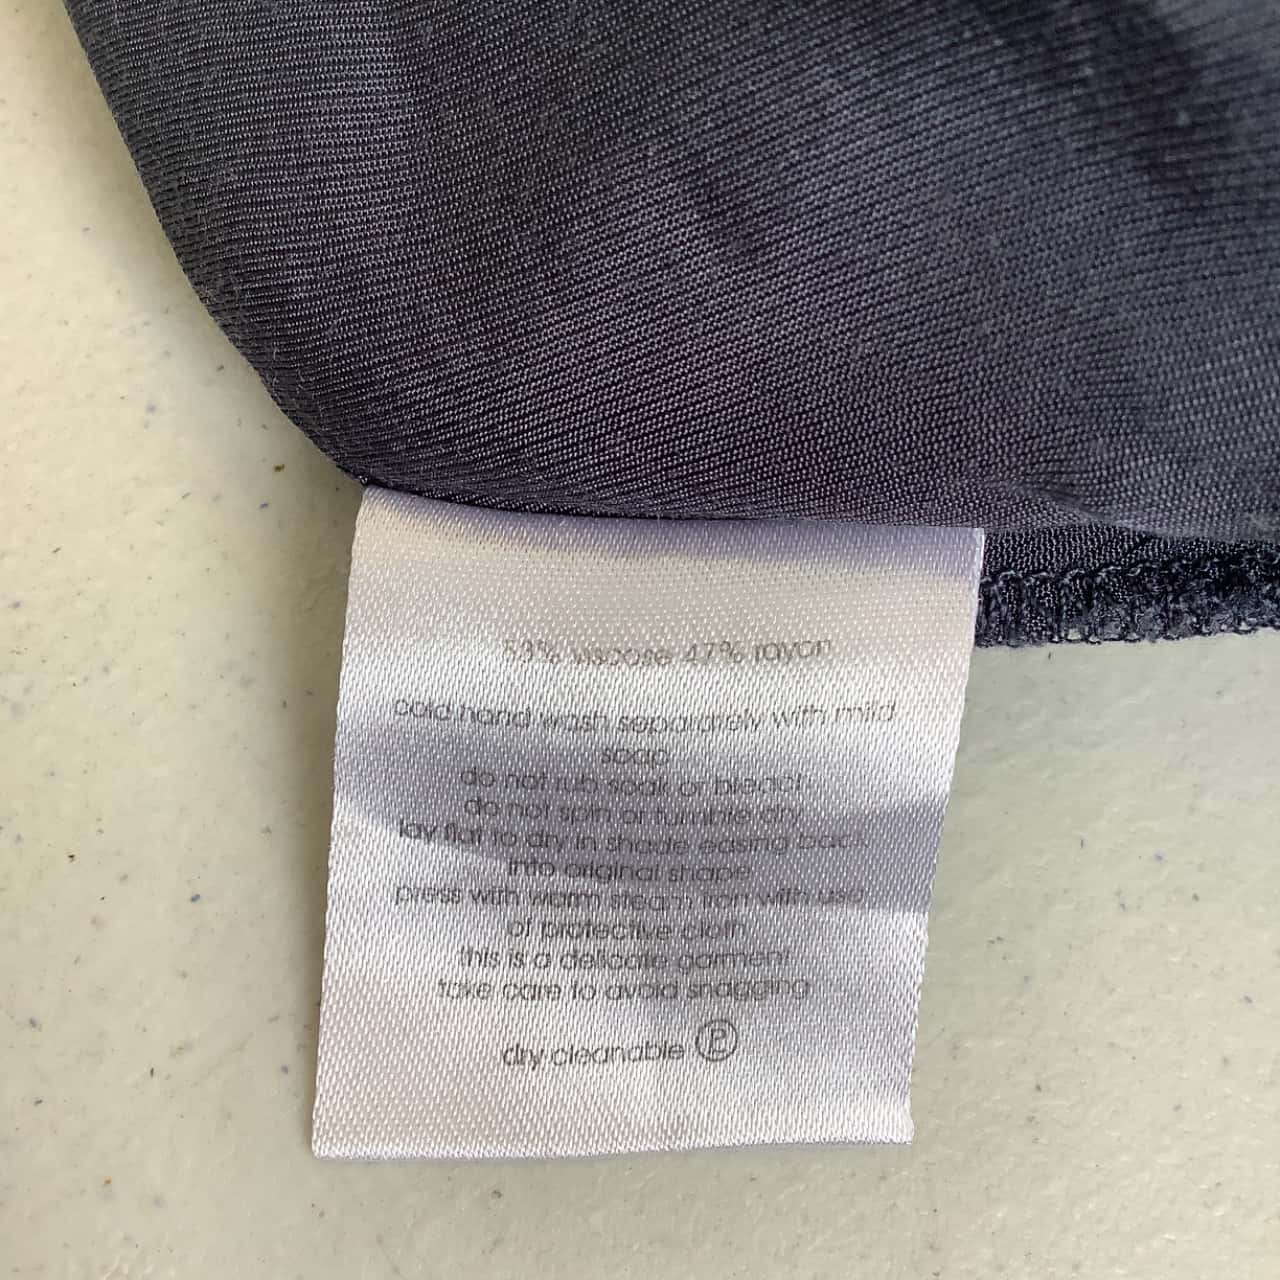 53% viscose 47% rayon
cold hand wash separately with mild
soap
do not rub soak or bleach
do not spin or tumble dry
lay flat to dry in shade easing back
into original shape
press with warm steam iron with use
of protective cloth
this is a delicate garment
take care to avoid snagging
dry cleanable Ⓟ